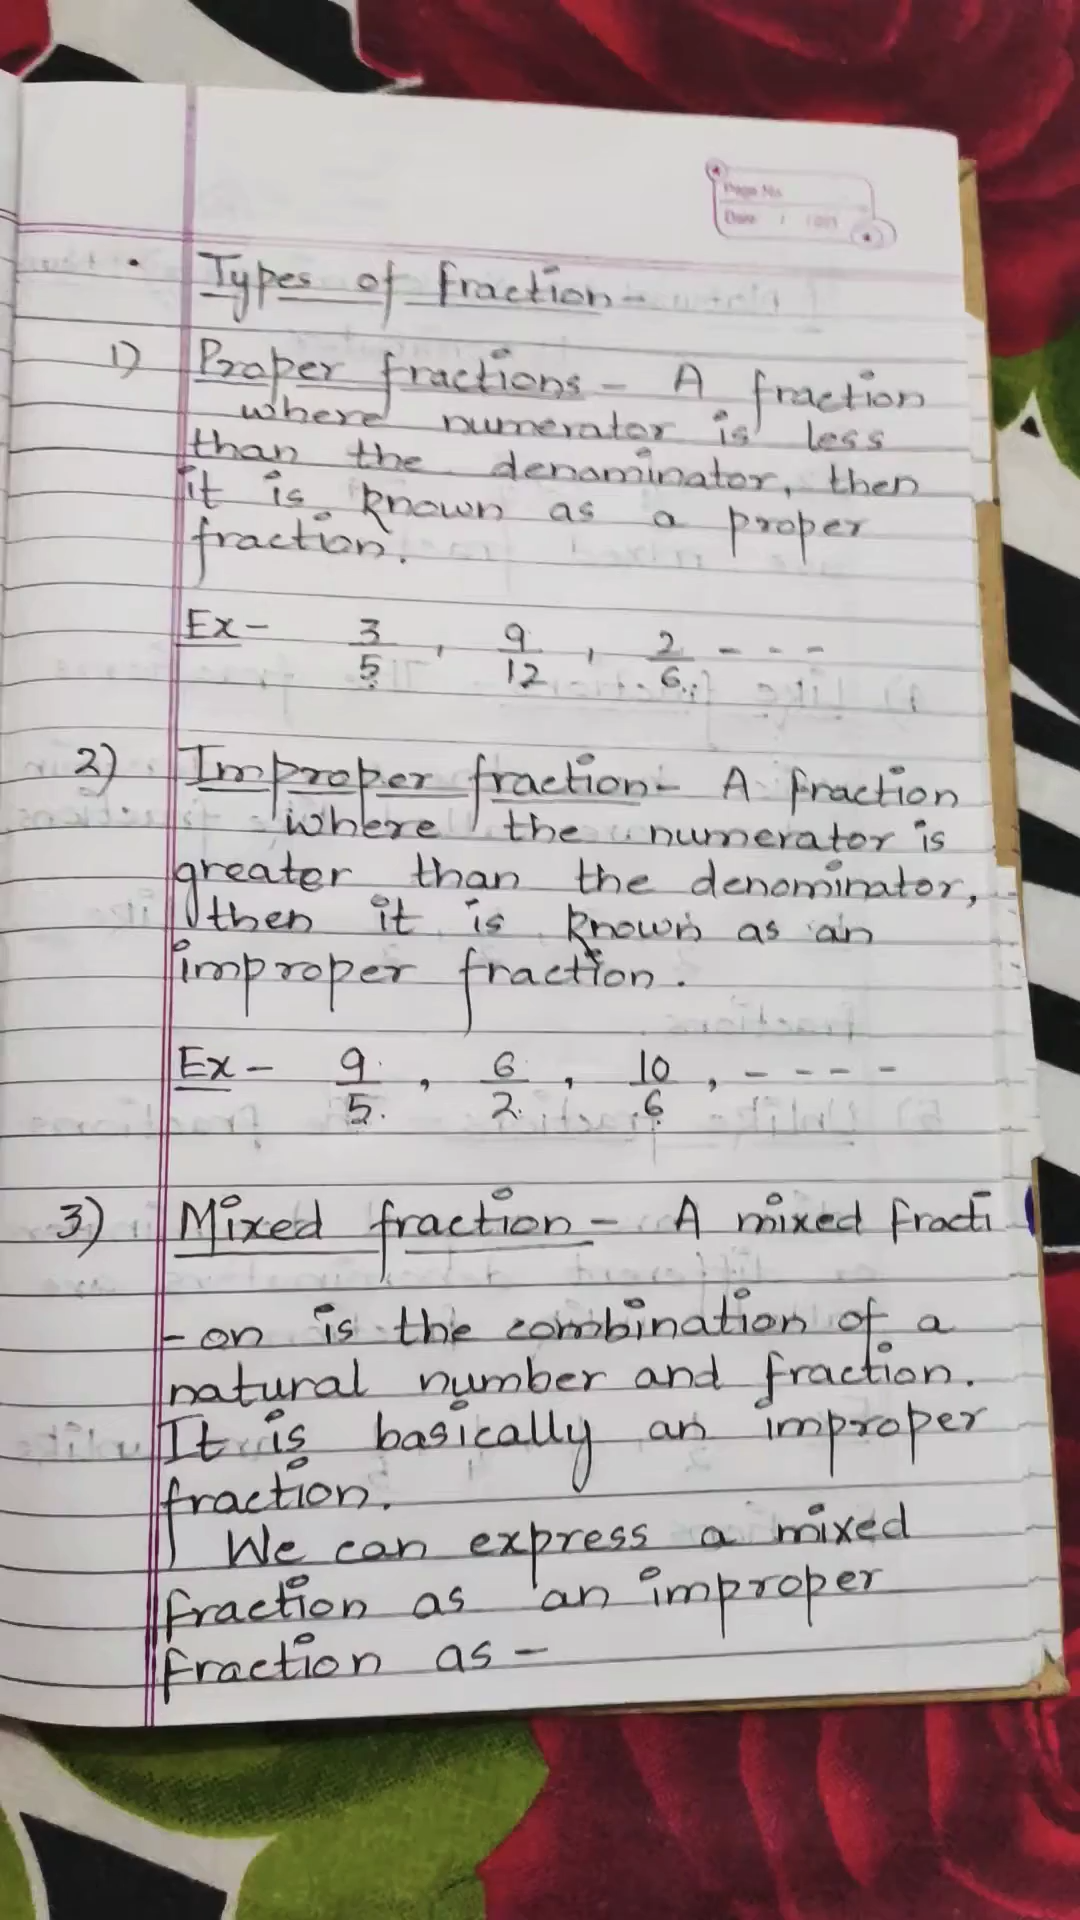 Page No.
Date
• Types of fraction -
1) Proper fractions - A fraction
where numerator is less
than the denominator, then
it is known as a proper
fraction.
Ex- 3/5 , 9/12 , 2/6 - - -
2) Improper fraction - A fraction
where the numerator is
greater than the denominator,
then it is known as an
improper fraction.
Ex- 9/5 , 6/2 , 10/6 , - - - -
3) Mixed fraction - A mixed fracti
-on is the combination of a
natural number and fraction.
It is basically an improper
fraction.
We can express a mixed
fraction as an improper
fraction as -